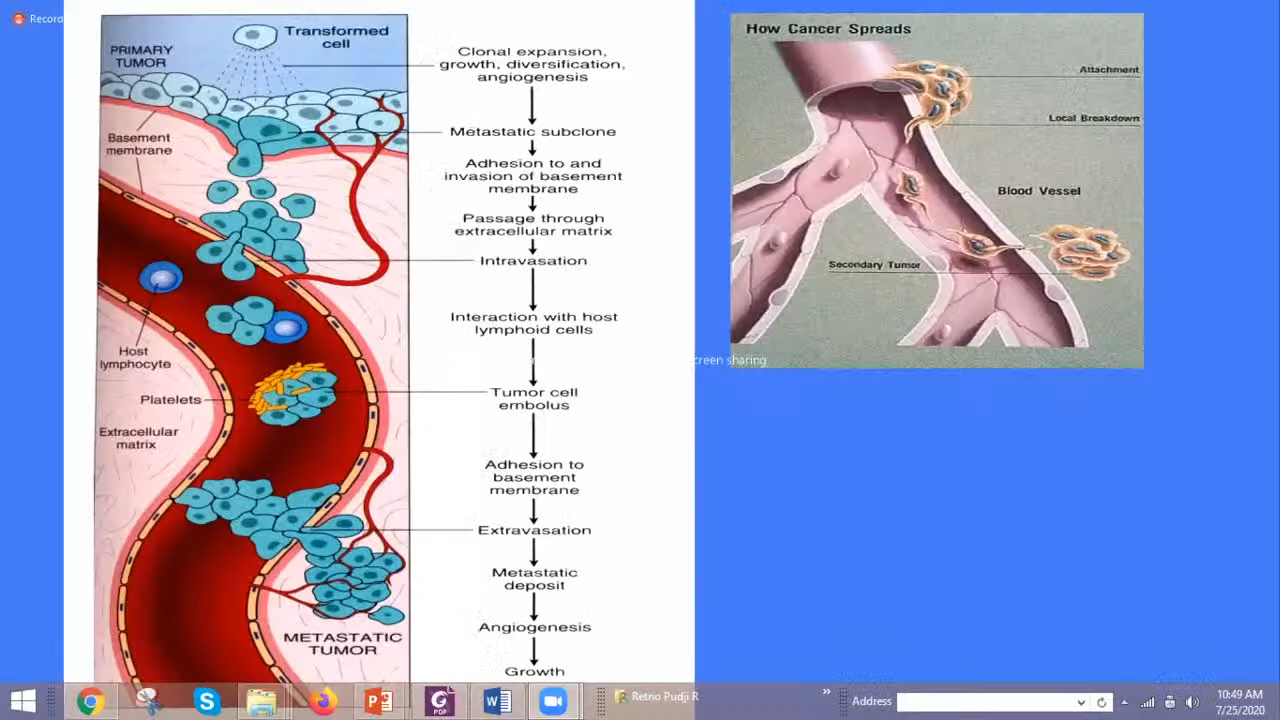 Record
Transformed
cell
PRIMARY
TUMOR
Basement
membrane
Host
lymphocyte
Platelets
Extracellular
matrix
METASTATIC
TUMOR
Clonal expansion,
growth, diversification,
angiogenesis
Metastatic subclone
Adhesion to and
invasion of basement
membrane
Passage through
extracellular matrix
Intravasation
Interaction with host
lymphoid cells
Tumor cell
embolus
Adhesion to
basement
membrane
Extravasation
Metastatic
deposit
Angiogenesis
Growth
How Cancer Spreads
Attachment
Local Breakdown
Blood Vessel
Secondary Tumor
creen sharing
Retno Pudji R
»
Address
10:49 AM
7/25/2020
PDF